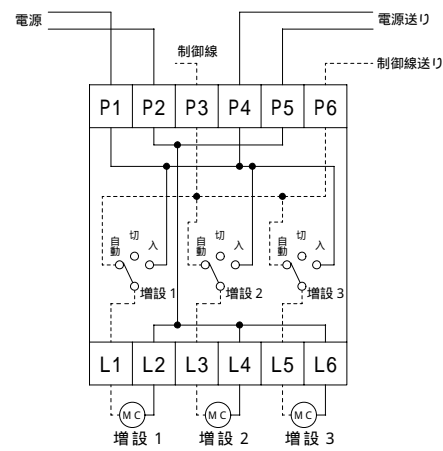 電源
電源送り
制御線
制御線送り
P1 P2 P3 P4 P5 P6
自動 切 入 増設1
自動 切 入 増設2
自動 切 入 増設3
L1 L2 L3 L4 L5 L6
MC MC MC
増設1 増設2 増設3